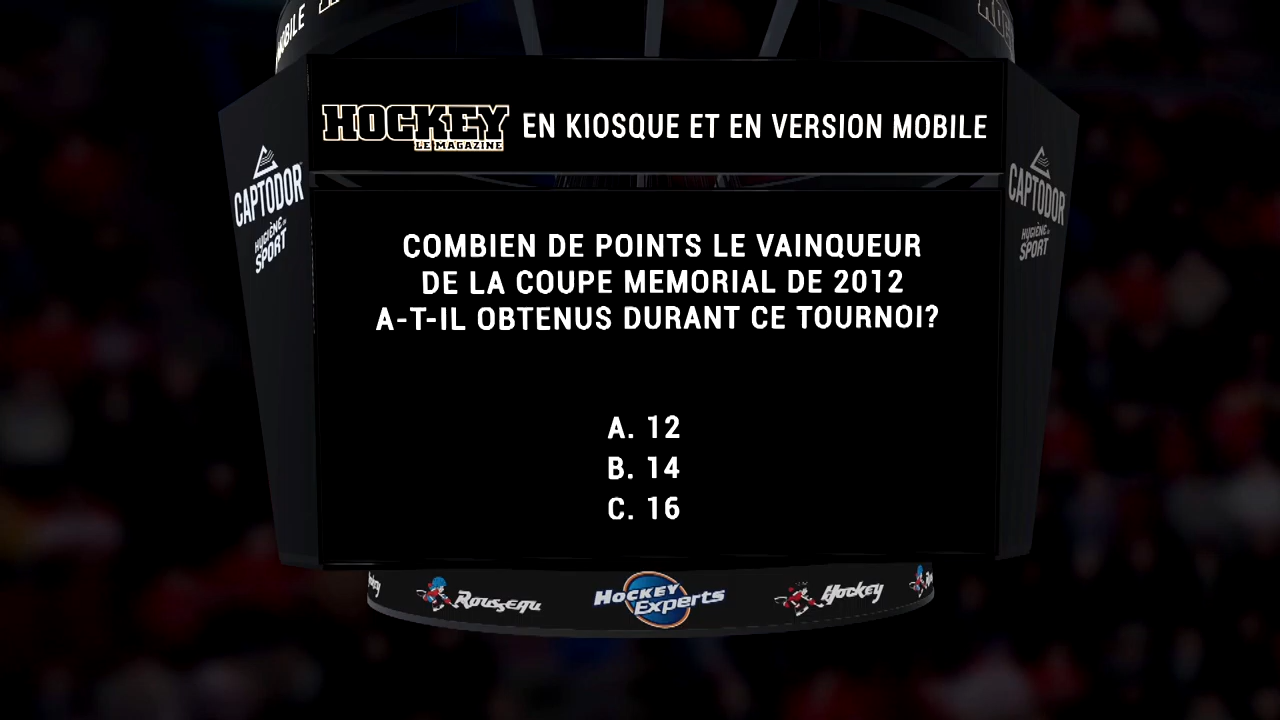 MOBILE
HOCKEY
LE MAGAZINE
EN KIOSQUE ET EN VERSION MOBILE
CAPTODOR
HYGIÈNE DU
SPORT
CAPTODOR
HYGIÈNE DU
SPORT
COMBIEN DE POINTS LE VAINQUEUR
DE LA COUPE MEMORIAL DE 2012
A-T-IL OBTENUS DURANT CE TOURNOI?
A. 12
B. 14
C. 16
ROUSSEAU
HOCKEY
Experts
Hockey